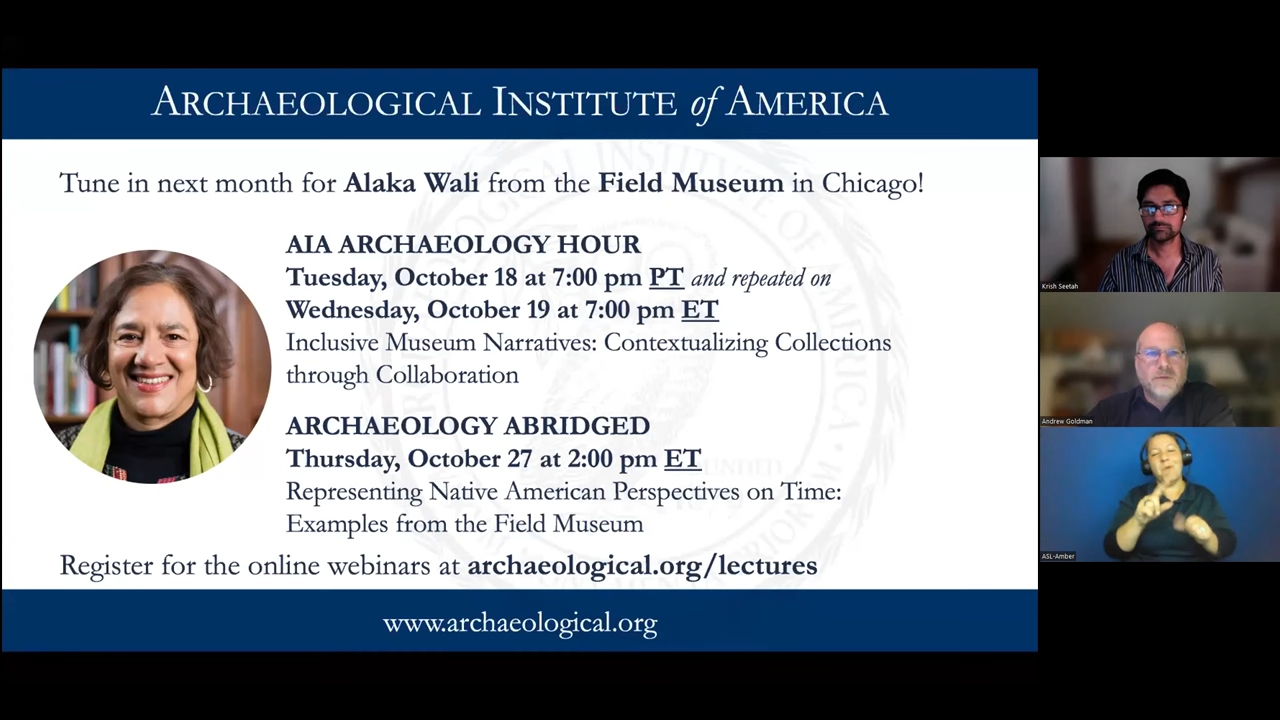 ARCHAEOLOGICAL INSTITUTE of AMERICA
Tune in next month for Alaka Wali from the Field Museum in Chicago!
AIA ARCHAEOLOGY HOUR
Tuesday, October 18 at 7:00 pm PT and repeated on
Wednesday, October 19 at 7:00 pm ET
Inclusive Museum Narratives: Contextualizing Collections
through Collaboration
ARCHAEOLOGY ABRIDGED
Thursday, October 27 at 2:00 pm ET
Representing Native American Perspectives on Time:
Examples from the Field Museum
Register for the online webinars at archaeological.org/lectures
www.archaeological.org
Krish Seetah
Andrew Goldman
ASL-Amber